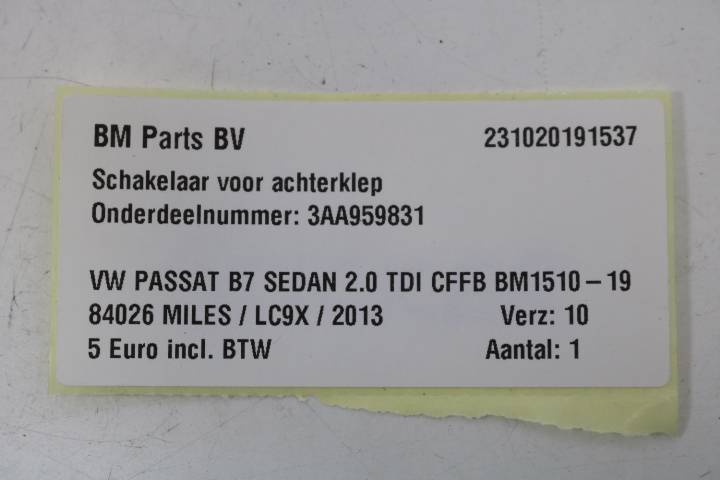 BM Parts BV 231020191537
Schakelaar voor achterklep
Onderdeelnummer: 3AA959831
VW PASSAT B7 SEDAN 2.0 TDI CFFB BM1510 – 19
84026 MILES / LC9X / 2013 Verz: 10
5 Euro incl. BTW Aantal: 1